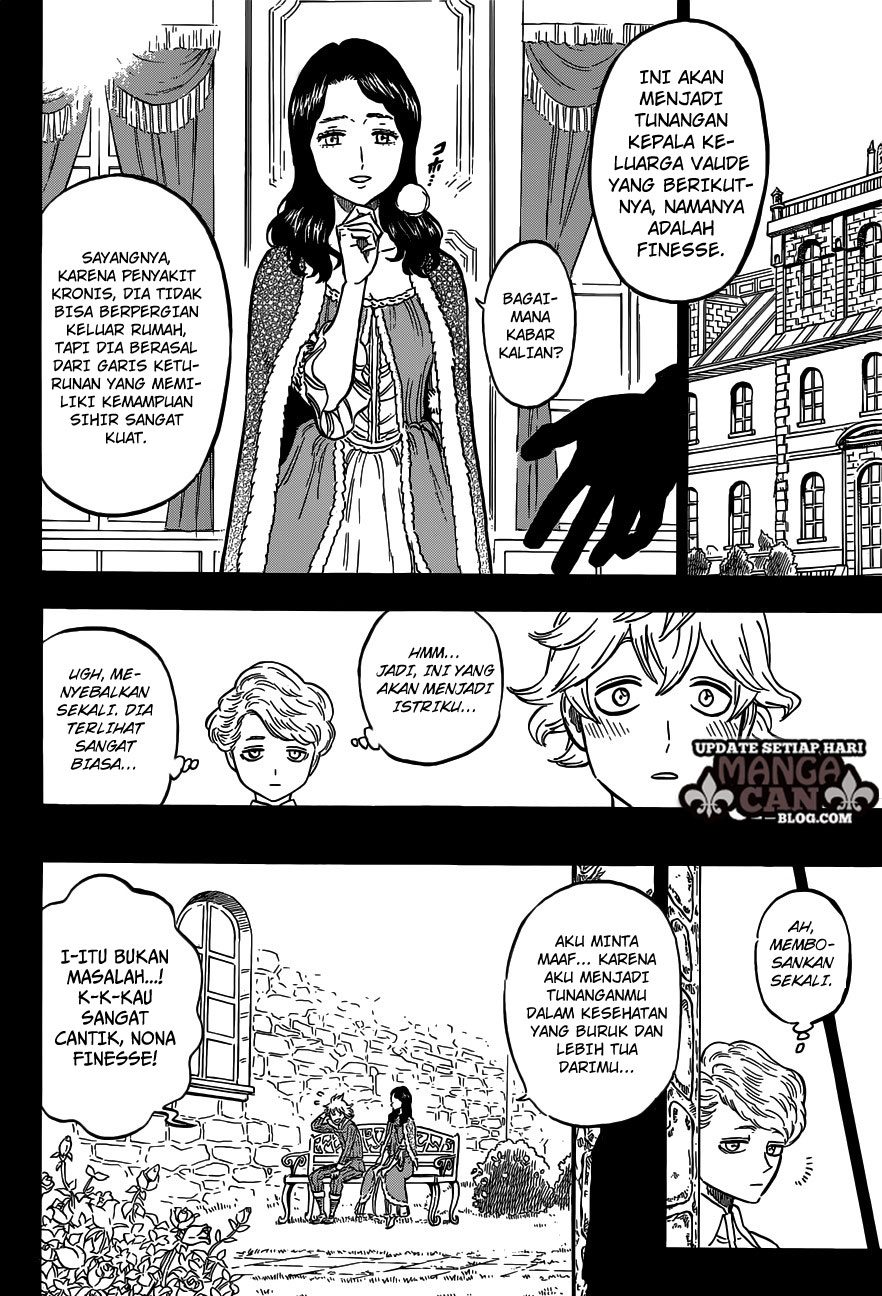 INI AKAN
MENJADI
TUNANGAN
KEPALA KE-
LUARGA VAUDE
YANG BERIKUT-
NYA, NAMANYA
ADALAH
FINESSE.
BAGAI-
MANA
KABAR
KALIAN?
SAYANGNYA,
KARENA PENYAKIT
KRONIS, DIA TIDAK
BISA BERPERGIAN
KELUAR RUMAH,
TAPI DIA BERASAL
DARI GARIS KETU-
RUNAN YANG MEMI-
LIKI KEMAMPUAN
SIHIR SANGAT
KUAT.
HMM...
JADI, INI YANG
AKAN MENJADI
ISTRIKU...
UGH, ME-
NYEBALKAN
SEKALI. DIA
TERLIHAT
SANGAT
BIASA...
UPDATE SETIAP HARI
MANGA
CAN
BLOG.COM
AH,
MEMBO-
SANKAN
SEKALI.
AKU MINTA
MAAF... KARENA
AKU MENJADI
TUNANGANMU
DALAM KESEHATAN
YANG BURUK DAN
LEBIH TUA
DARIMU...
I-ITU BUKAN
MASALAH...!
K-K-KAU
SANGAT
CANTIK, NONA
FINESSE!